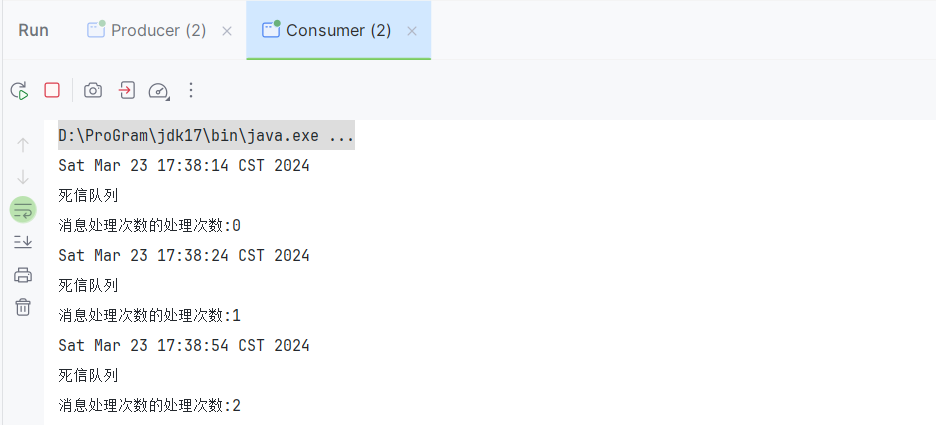 Run Producer (2) Consumer (2)
D:\ProGram\jdk17\bin\java.exe ...
Sat Mar 23 17:38:14 CST 2024
死信队列
消息处理次数的处理次数:0
Sat Mar 23 17:38:24 CST 2024
死信队列
消息处理次数的处理次数:1
Sat Mar 23 17:38:54 CST 2024
死信队列
消息处理次数的处理次数:2